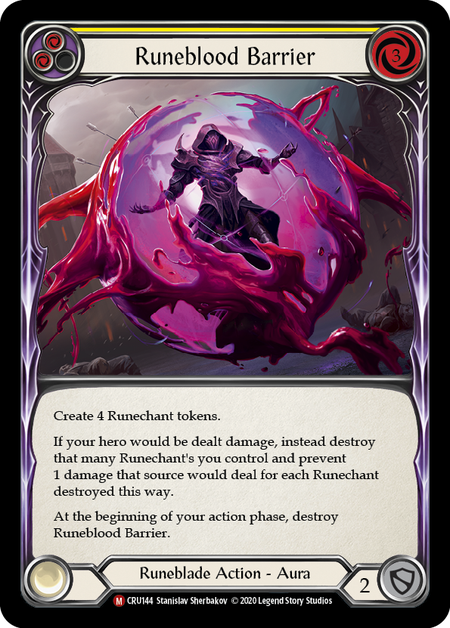 Runeblood Barrier
3
Create 4 Runechant tokens.
If your hero would be dealt damage, instead destroy
that many Runechant's you control and prevent
1 damage that source would deal for each Runechant
destroyed this way.
At the beginning of your action phase, destroy
Runeblood Barrier.
Runeblade Action - Aura
2
M CRU144 Stanislav Sherbakov © 2020 Legend Story Studios